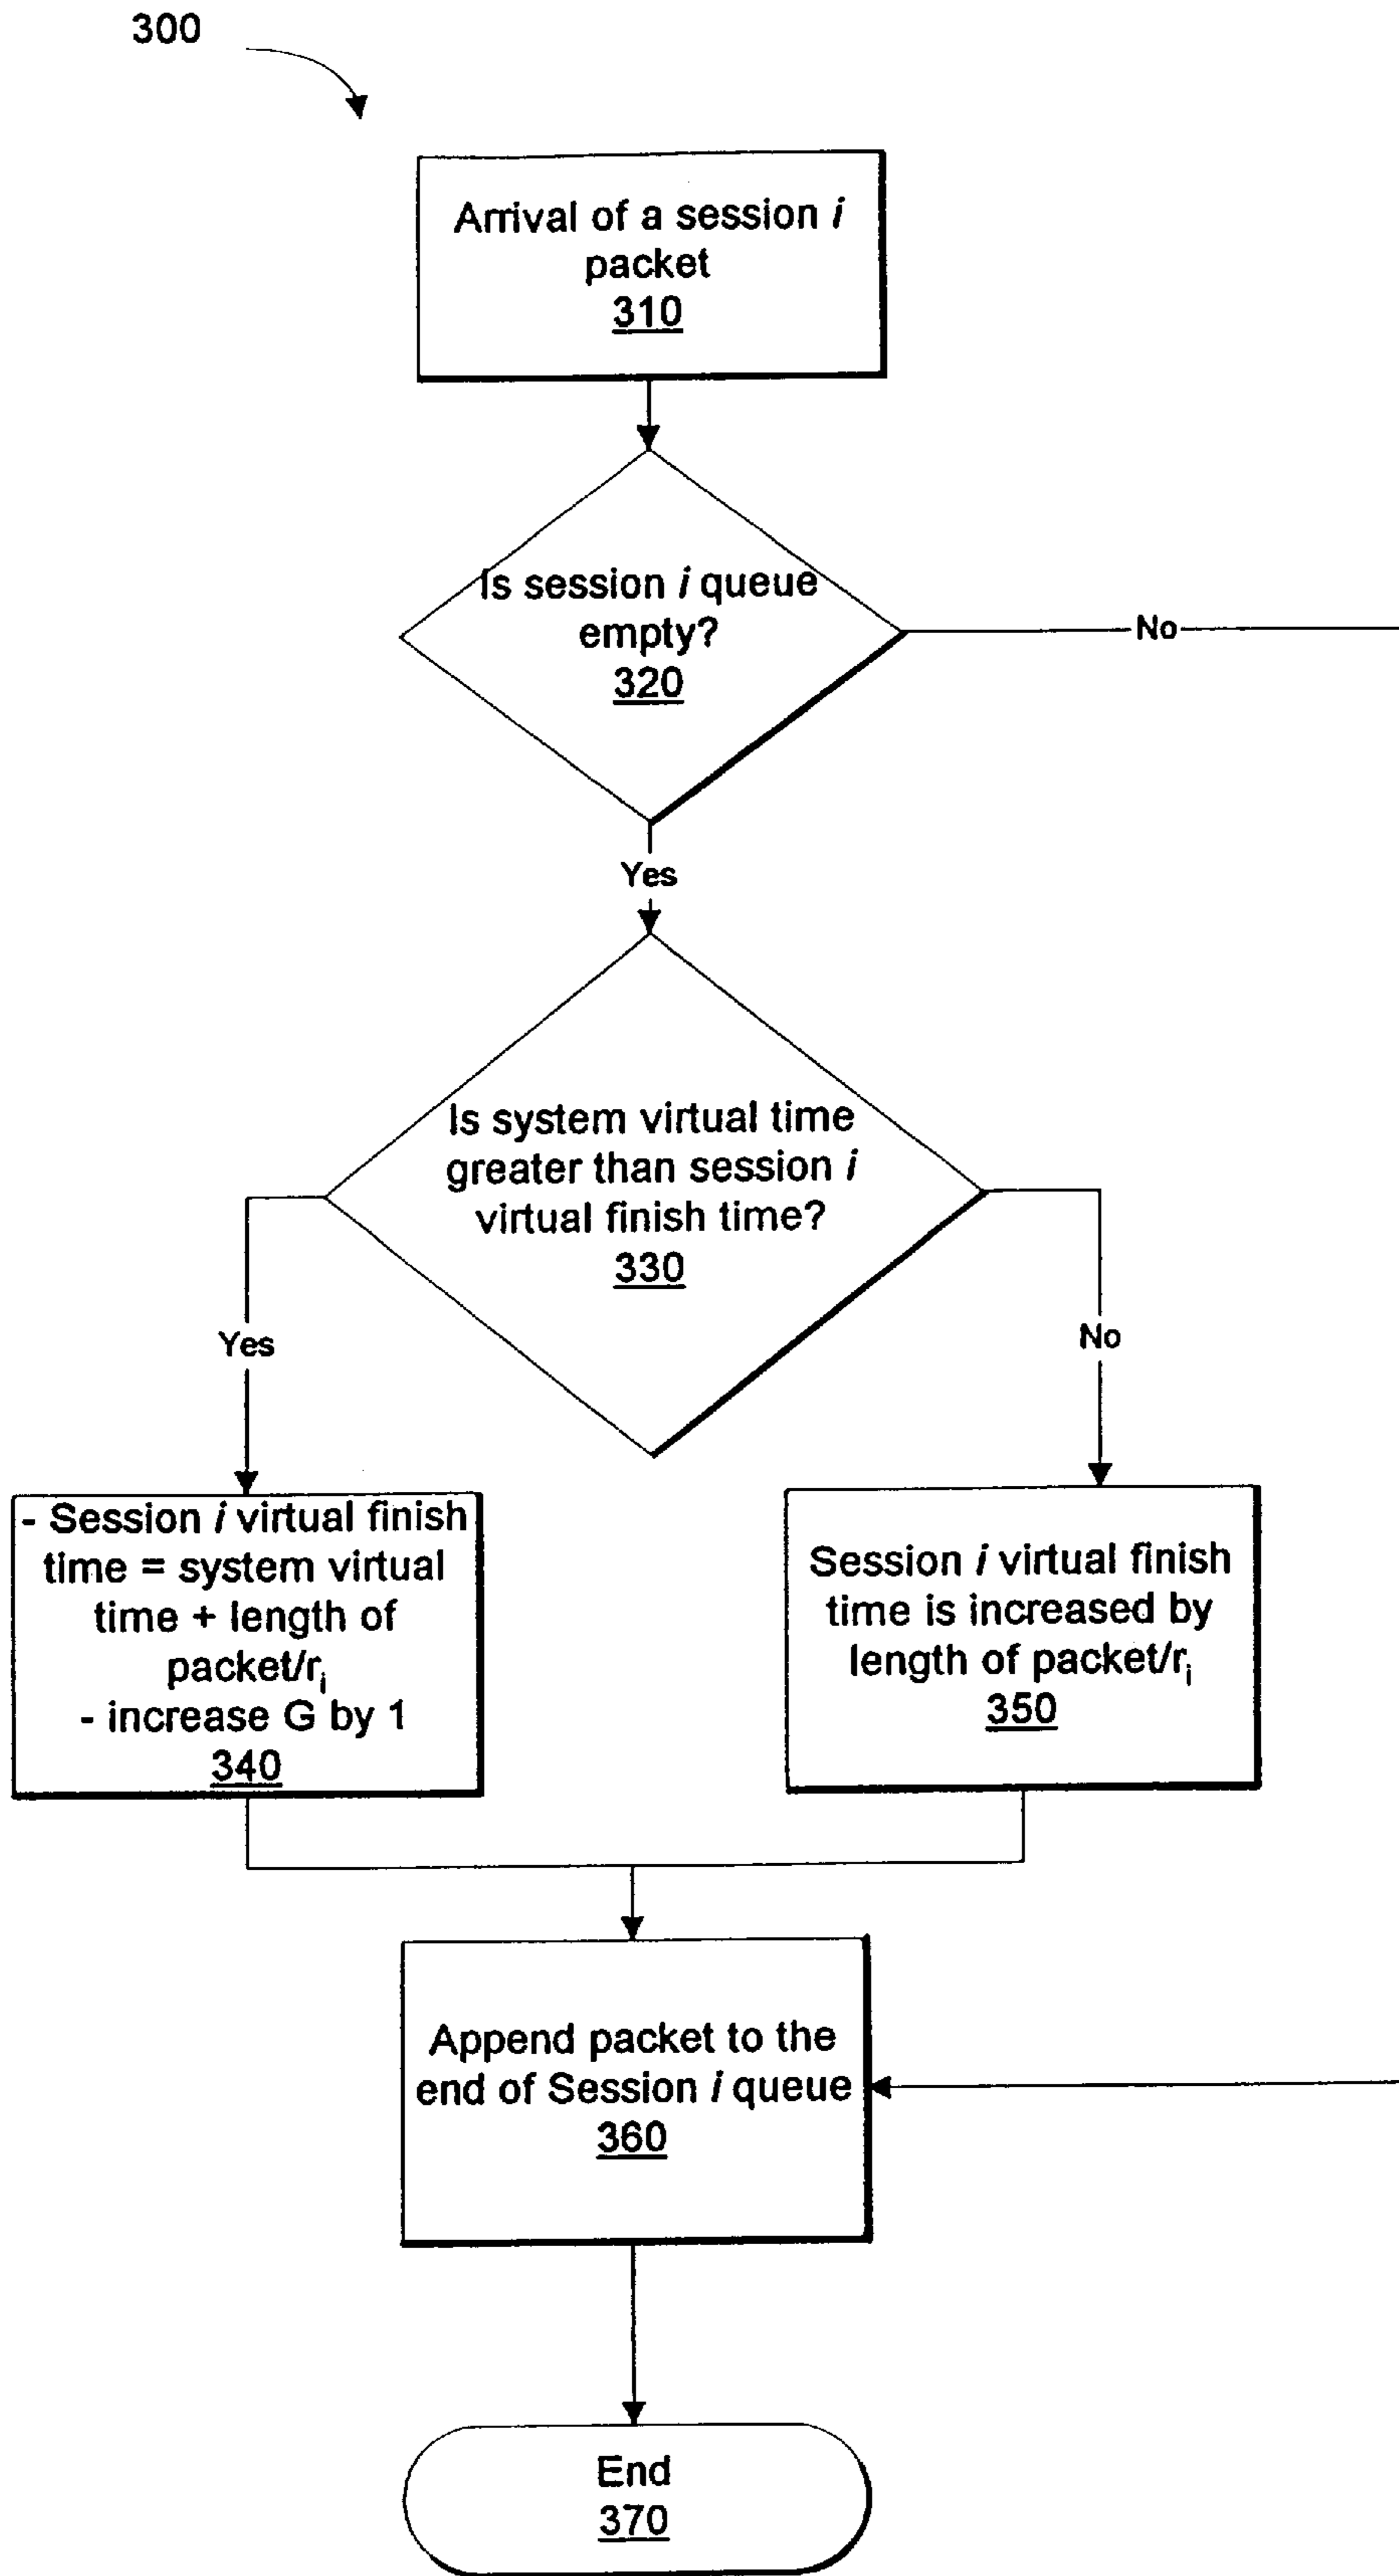 300
Arrival of a session i
packet
310
Is session i queue
empty?
320
No
Yes
Is system virtual time
greater than session i
virtual finish time?
330
Yes
No
- Session i virtual finish
time = system virtual
time + length of
packet/ri
- increase G by 1
340
Session i virtual finish
time is increased by
length of packet/ri
350
Append packet to the
end of Session i queue
360
End
370